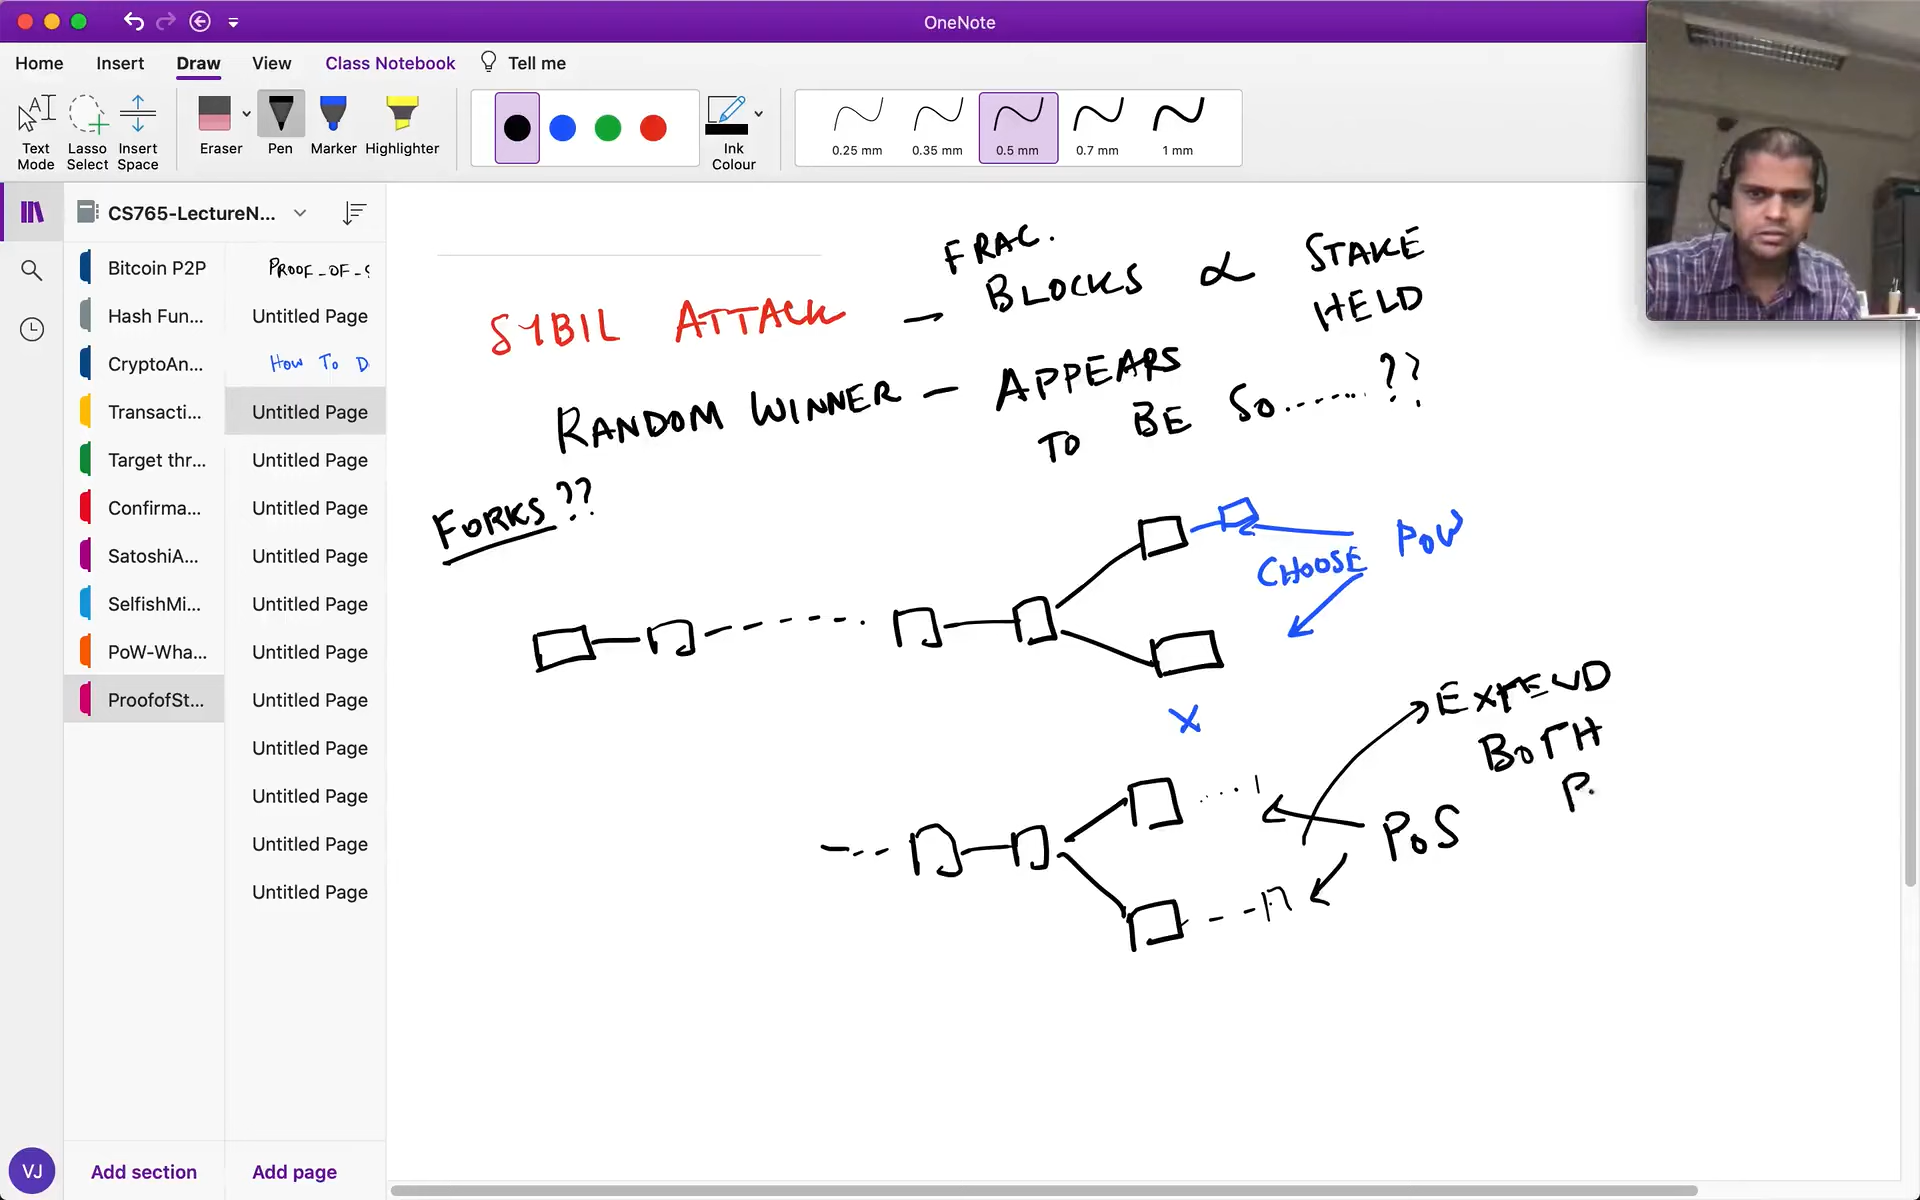 OneNote
Home Insert Draw View Class Notebook Tell me
Text Mode
Lasso Select
Insert Space
Eraser
Pen
Marker
Highlighter
Ink Colour
0.25 mm
0.35 mm
0.5 mm
0.7 mm
1 mm
CS765-LectureN...
Bitcoin P2P
Hash Fun...
CryptoAn...
Transacti...
Target thr...
Confirma...
SatoshiA...
SelfishMi...
PoW-Wha...
ProofofSt...
PROOF-OF-S
Untitled Page
HOW TO D
Untitled Page
Untitled Page
Untitled Page
Untitled Page
Untitled Page
Untitled Page
Untitled Page
Untitled Page
Untitled Page
Untitled Page
Untitled Page
VJ
Add section
Add page
SYBIL ATTACK – FRAC. BLOCKS ∝ STAKE HELD
RANDOM WINNER – APPEARS
TO BE SO....... ??
FORKS??
CHOOSE PoW
X
EXTEND
BOTH
P
PoS